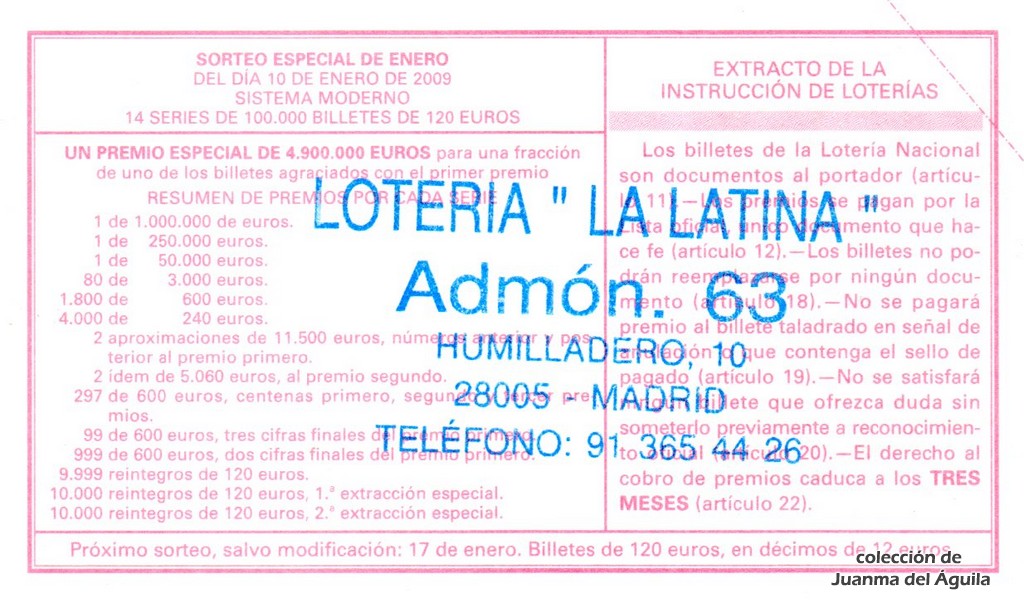 SORTEO ESPECIAL DE ENERO
DEL DÍA 10 DE ENERO DE 2009
SISTEMA MODERNO
14 SERIES DE 100.000 BILLETES DE 120 EUROS
UN PREMIO ESPECIAL DE 4.900.000 EUROS para una fracción
de uno de los billetes agraciados con el primer premio
RESUMEN DE PREMIOS POR CADA SERIE
1 de 1.000.000 de euros.
1 de 250.000 euros.
1 de 50.000 euros.
80 de 3.000 euros.
1.800 de 600 euros.
4.000 de 240 euros.
2 aproximaciones de 11.500 euros, números anterior y pos-
terior al premio primero.
2 idem de 5.060 euros, al premio segundo.
297 de 600 euros, centenas primero, segundo y tercer pre-
mios.
99 de 600 euros, tres cifras finales del premio primero.
999 de 600 euros, dos cifras finales del premio primero.
9.999 reintegros de 120 euros.
10.000 reintegros de 120 euros, 1.ª extracción especial.
10.000 reintegros de 120 euros, 2.ª extracción especial.
EXTRACTO DE LA
INSTRUCCIÓN DE LOTERÍAS
Los billetes de la Lotería Nacional
son documentos al portador (artícu-
lo 11).—Los premios se pagan por la
Lista oficial, único documento que ha-
ce fe (artículo 12).—Los billetes no po-
drán reemplazarse por ningún docu-
mento (artículo 18).—No se pagará
premio al billete taladrado en señal de
anulación o que contenga el sello de
pagado (artículo 19).—No se satisfará
ningún billete que ofrezca duda sin
someterlo previamente a reconocimien-
to oficial (artículo 20).—El derecho al
cobro de premios caduca a los TRES
MESES (artículo 22).
LOTERIA " LA LATINA "
Admón. 63
HUMILLADERO, 10
28005 - MADRID
TELÉFONO: 91 365 44 26
Próximo sorteo, salvo modificación: 17 de enero. Billetes de 120 euros, en décimos de 12 euros.
colección de
Juanma del Águila